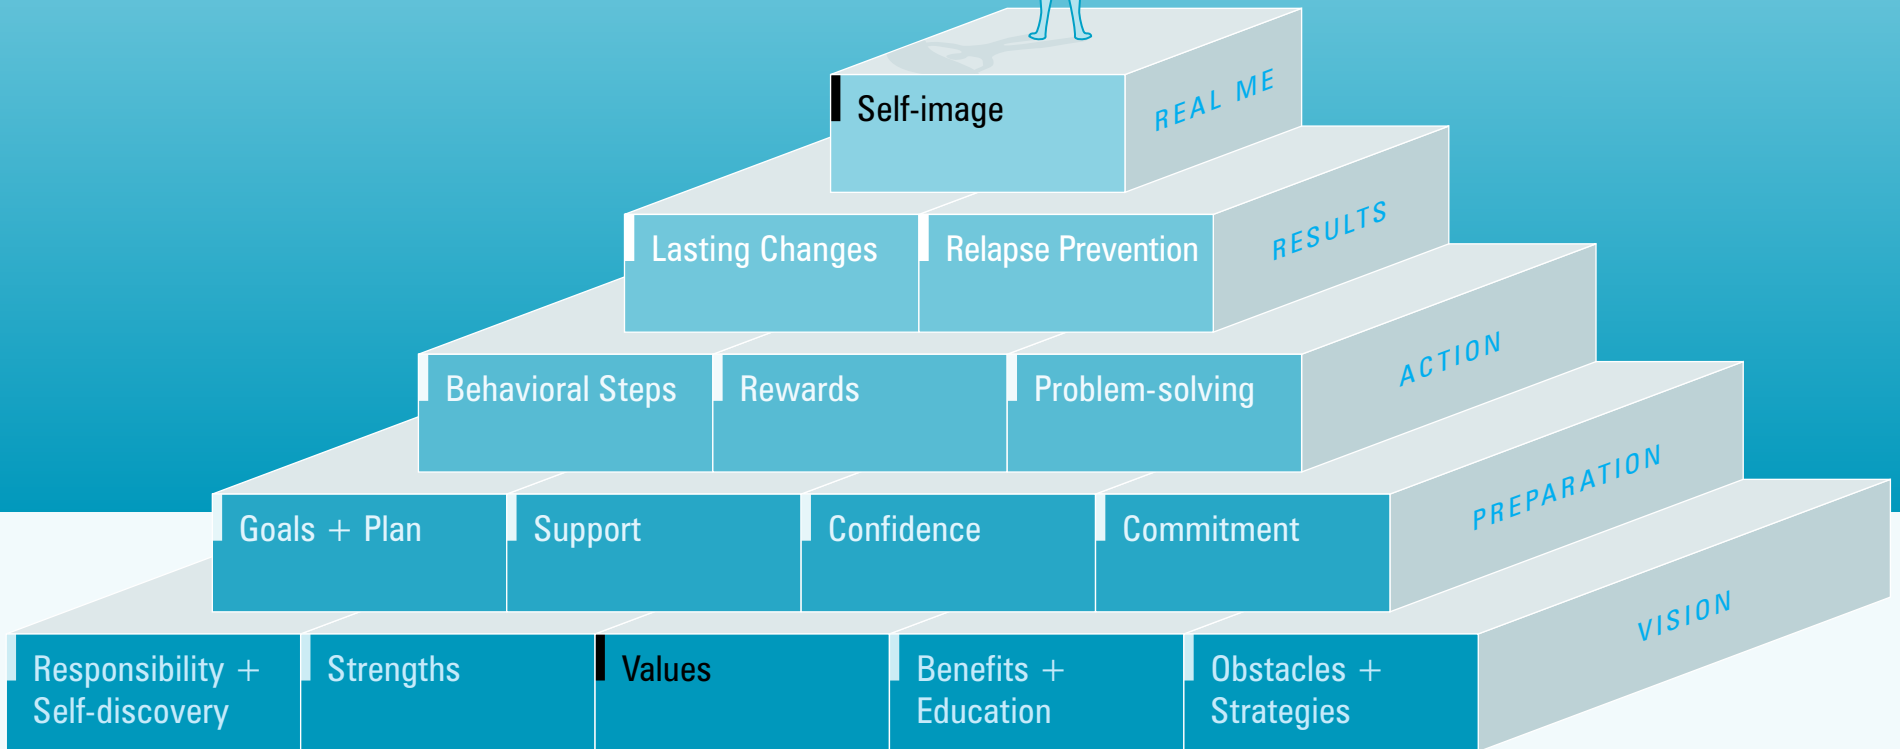 Self-image
REAL ME
Lasting Changes
Relapse Prevention
RESULTS
Behavioral Steps
Rewards
Problem-solving
ACTION
Goals + Plan
Support
Confidence
Commitment
PREPARATION
Responsibility +
Self-discovery
Strengths
Values
Benefits +
Education
Obstacles +
Strategies
VISION